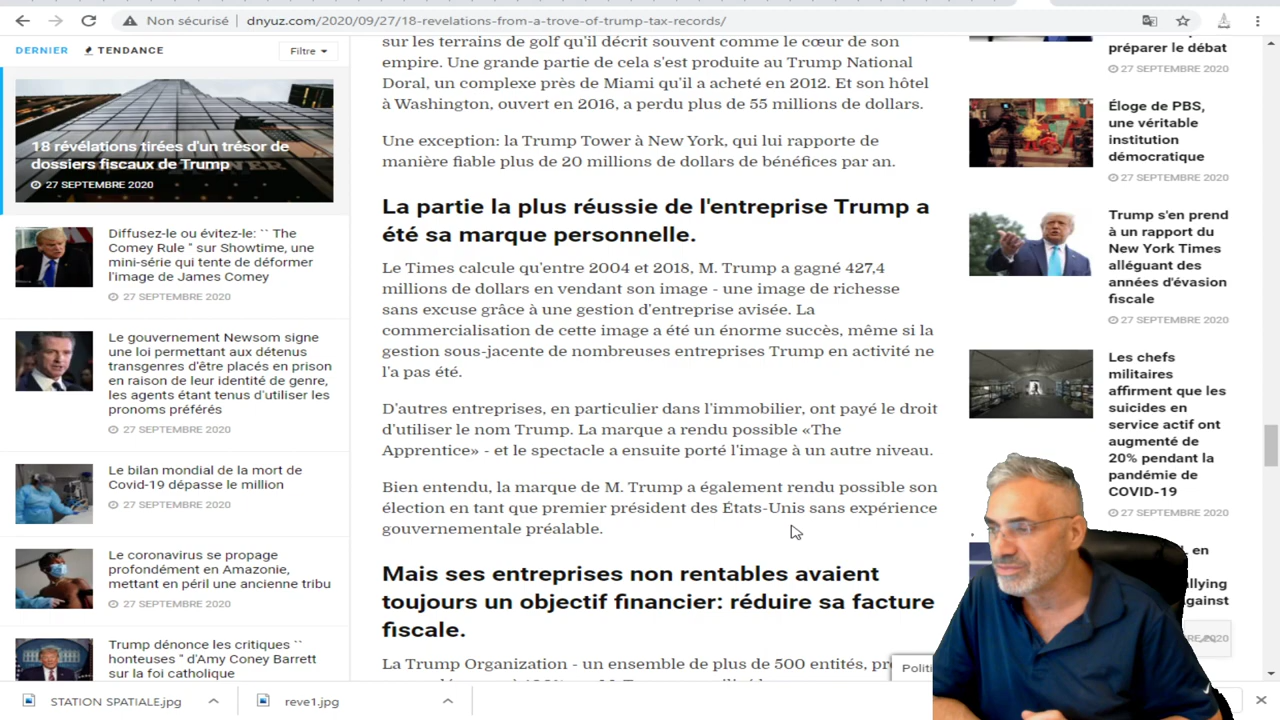 Non sécurisé
dnyuz.com/2020/09/27/18-revelations-from-a-trove-of-trump-tax-records/
DERNIER
TENDANCE
Filtre
18 révélations tirées d'un trésor de
dossiers fiscaux de Trump
27 SEPTEMBRE 2020
Diffusez-le ou évitez-le: `` The
Comey Rule '' sur Showtime, une
mini-série qui tente de déformer
l'image de James Comey
27 SEPTEMBRE 2020
Le gouvernement Newsom signe
une loi permettant aux détenus
transgenres d'être placés en prison
en raison de leur identité de genre,
les agents étant tenus d'utiliser les
pronoms préférés
27 SEPTEMBRE 2020
Le bilan mondial de la mort de
Covid-19 dépasse le million
27 SEPTEMBRE 2020
Le coronavirus se propage
profondément en Amazonie,
mettant en péril une ancienne tribu
27 SEPTEMBRE 2020
Trump dénonce les critiques ``
honteuses '' d'Amy Coney Barrett
sur la foi catholique
sur les terrains de golf qu'il décrit souvent comme le cœur de son
empire. Une grande partie de cela s'est produite au Trump National
Doral, un complexe près de Miami qu'il a acheté en 2012. Et son hôtel
à Washington, ouvert en 2016, a perdu plus de 55 millions de dollars.
Une exception: la Trump Tower à New York, qui lui rapporte de
manière fiable plus de 20 millions de dollars de bénéfices par an.
La partie la plus réussie de l'entreprise Trump a
été sa marque personnelle.
Le Times calcule qu'entre 2004 et 2018, M. Trump a gagné 427,4
millions de dollars en vendant son image - une image de richesse
sans excuse grâce à une gestion d'entreprise avisée. La
commercialisation de cette image a été un énorme succès, même si la
gestion sous-jacente de nombreuses entreprises Trump en activité ne
l'a pas été.
D'autres entreprises, en particulier dans l'immobilier, ont payé le droit
d'utiliser le nom Trump. La marque a rendu possible «The
Apprentice» - et le spectacle a ensuite porté l'image à un autre niveau.
Bien entendu, la marque de M. Trump a également rendu possible son
élection en tant que premier président des États-Unis sans expérience
gouvernementale préalable.
Mais ses entreprises non rentables avaient
toujours un objectif financier: réduire sa facture
fiscale.
La Trump Organization - un ensemble de plus de 500 entités,
préparer le débat
27 SEPTEMBRE 2020
Éloge de PBS,
une véritable
institution
démocratique
27 SEPTEMBRE 2020
Trump s'en prend
à un rapport du
New York Times
alléguant des
années d'évasion
fiscale
27 SEPTEMBRE 2020
Les chefs
militaires
affirment que les
suicides en
service actif ont
augmenté de
20% pendant la
pandémie de
COVID-19
27 SEPTEMBRE 2020
en
STATION SPATIALE.jpg
reve1.jpg